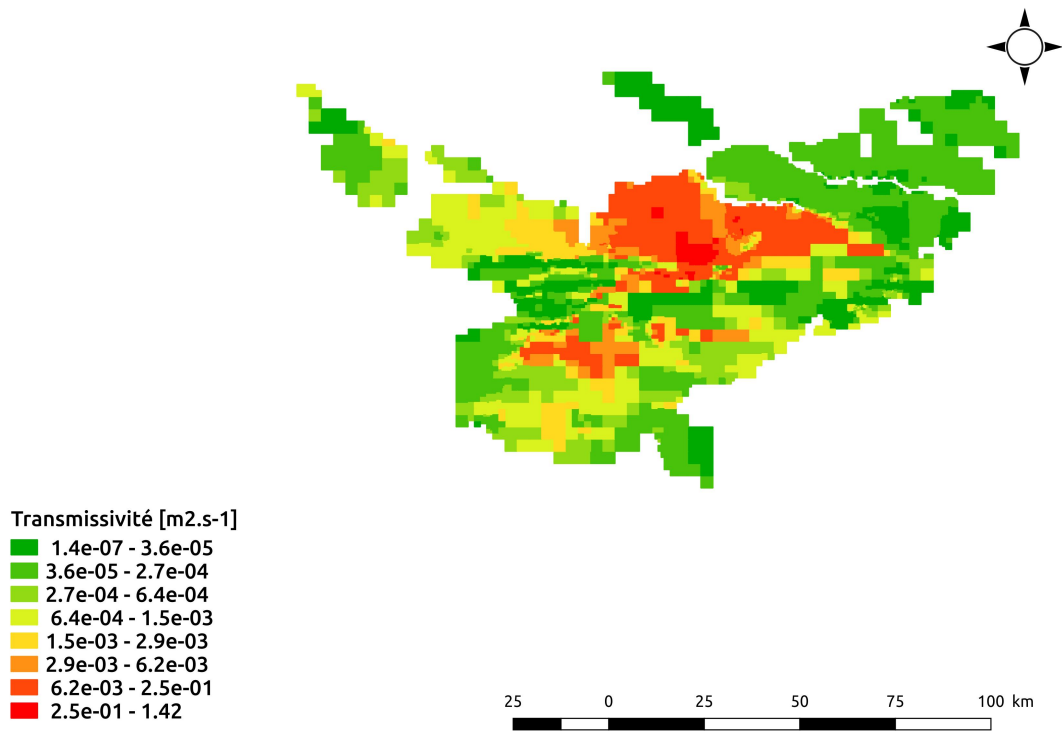 Transmissivité [m2.s-1]
1.4e-07 - 3.6e-05
3.6e-05 - 2.7e-04
2.7e-04 - 6.4e-04
6.4e-04 - 1.5e-03
1.5e-03 - 2.9e-03
2.9e-03 - 6.2e-03
6.2e-03 - 2.5e-01
2.5e-01 - 1.42
25 0 25 50 75 100 km